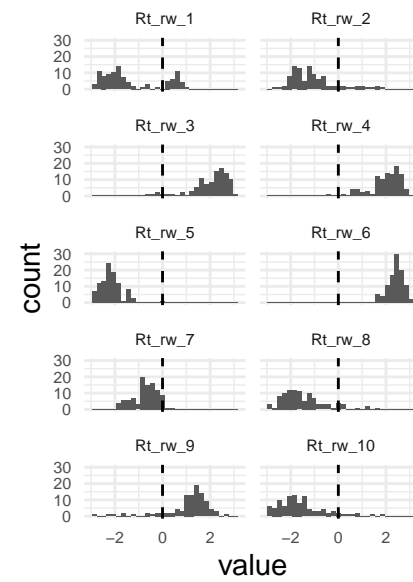 Rt_rw_1 Rt_rw_2
30
20
10
0
Rt_rw_3 Rt_rw_4
30
20
10
0
Rt_rw_5 Rt_rw_6
30
20
10
0
Rt_rw_7 Rt_rw_8
30
20
10
0
Rt_rw_9 Rt_rw_10
30
20
10
0
−2 0 2 −2 0 2
count
value